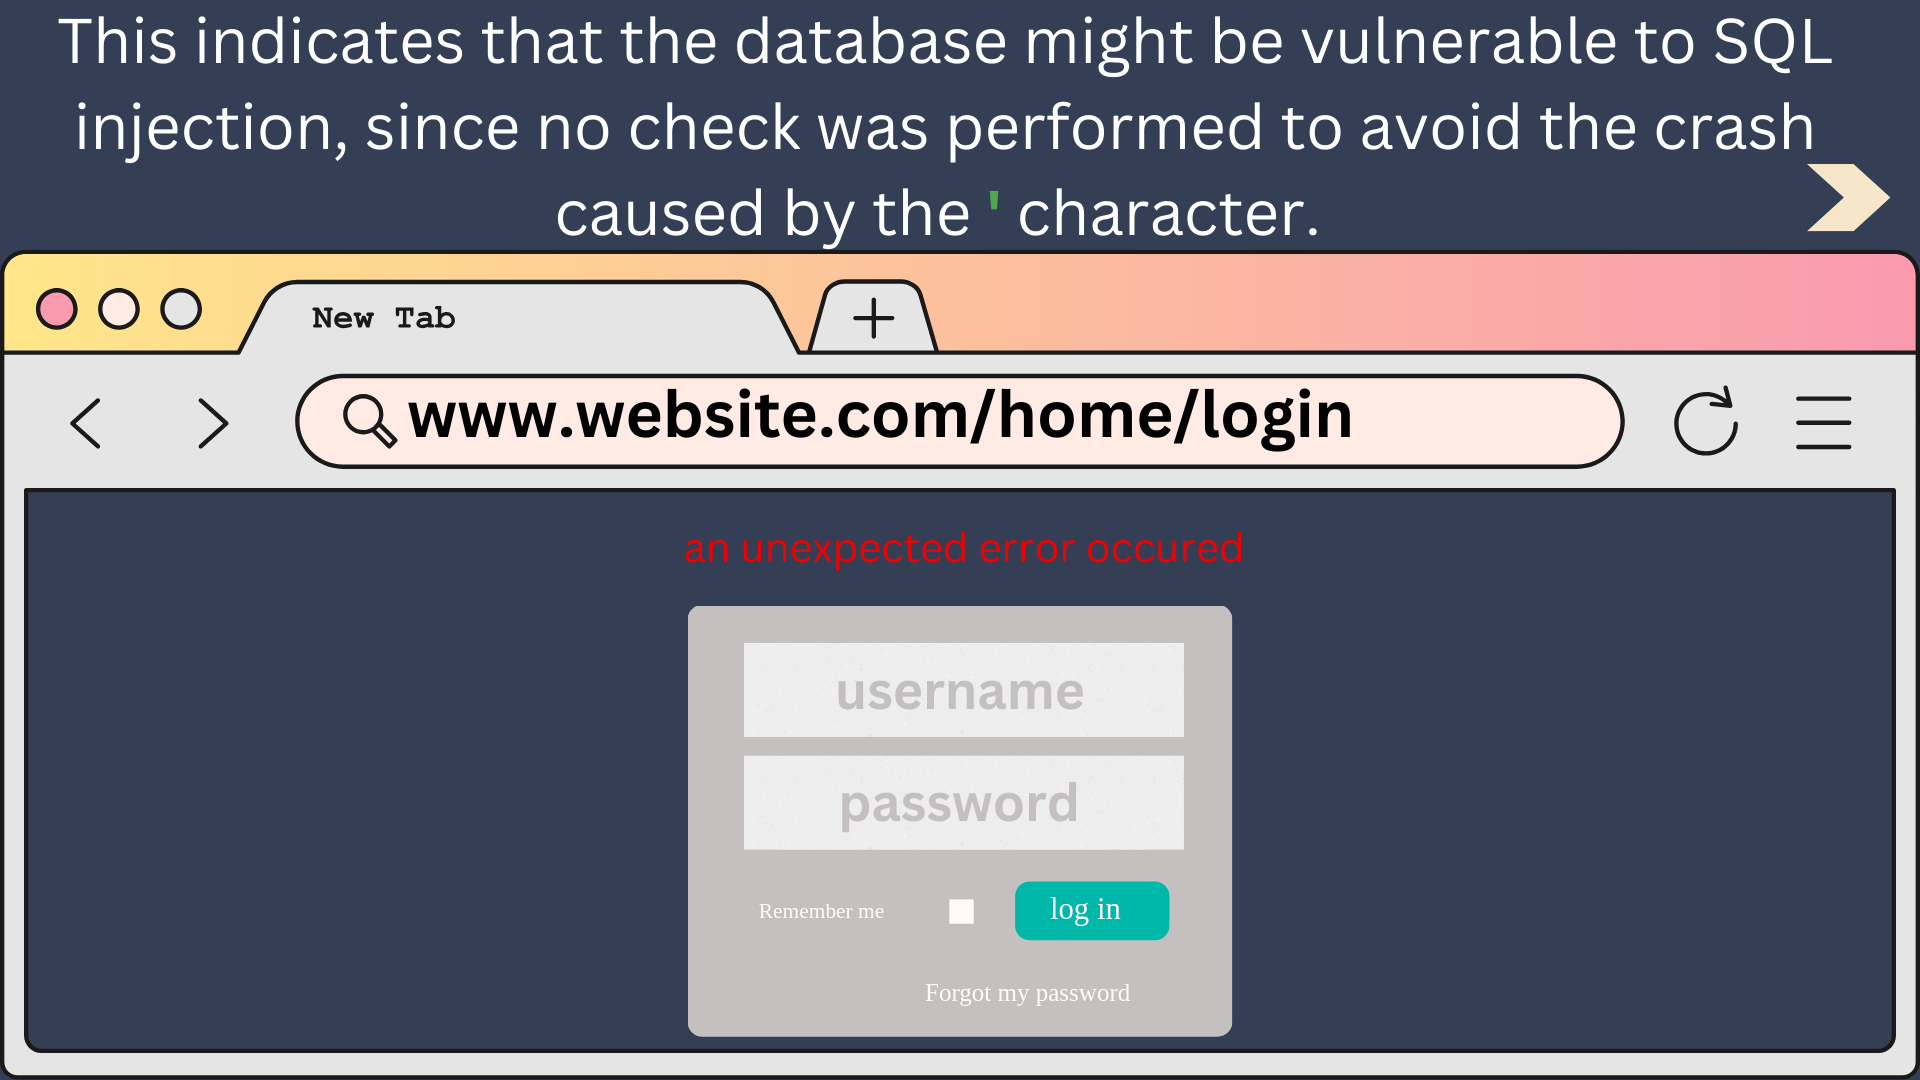 This indicates that the database might be vulnerable to SQL
injection, since no check was performed to avoid the crash
caused by the ' character.
New Tab
www.website.com/home/login
an unexpected error occured
username
password
Remember me
log in
Forgot my password